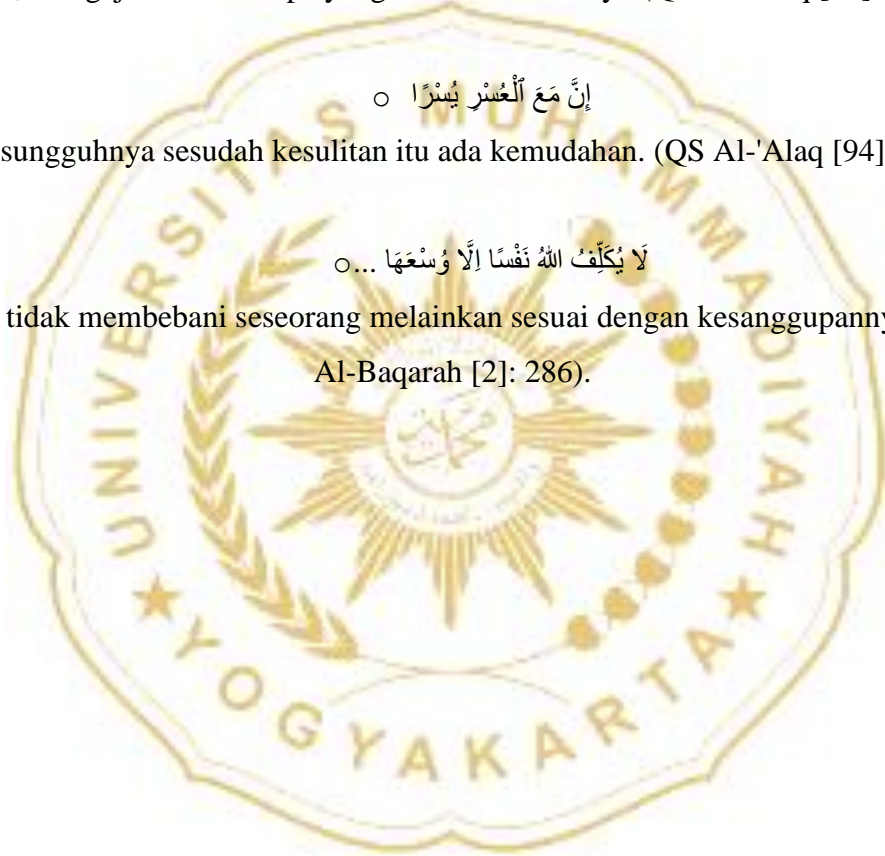 إِنَّ مَعَ ٱلْعُسْرِ يُسْرًا ○
sungguhnya sesudah kesulitan itu ada kemudahan. (QS Al-'Alaq [94]
لَا يُكَلِّفُ اللهُ نَفْسًا اِلَّا وُسْعَهَا ...○
tidak membebani seseorang melainkan sesuai dengan kesanggupanny
Al-Baqarah [2]: 286).
UNIVERSITAS MUHAMMADIYAH
★ YOGYAKARTA ★